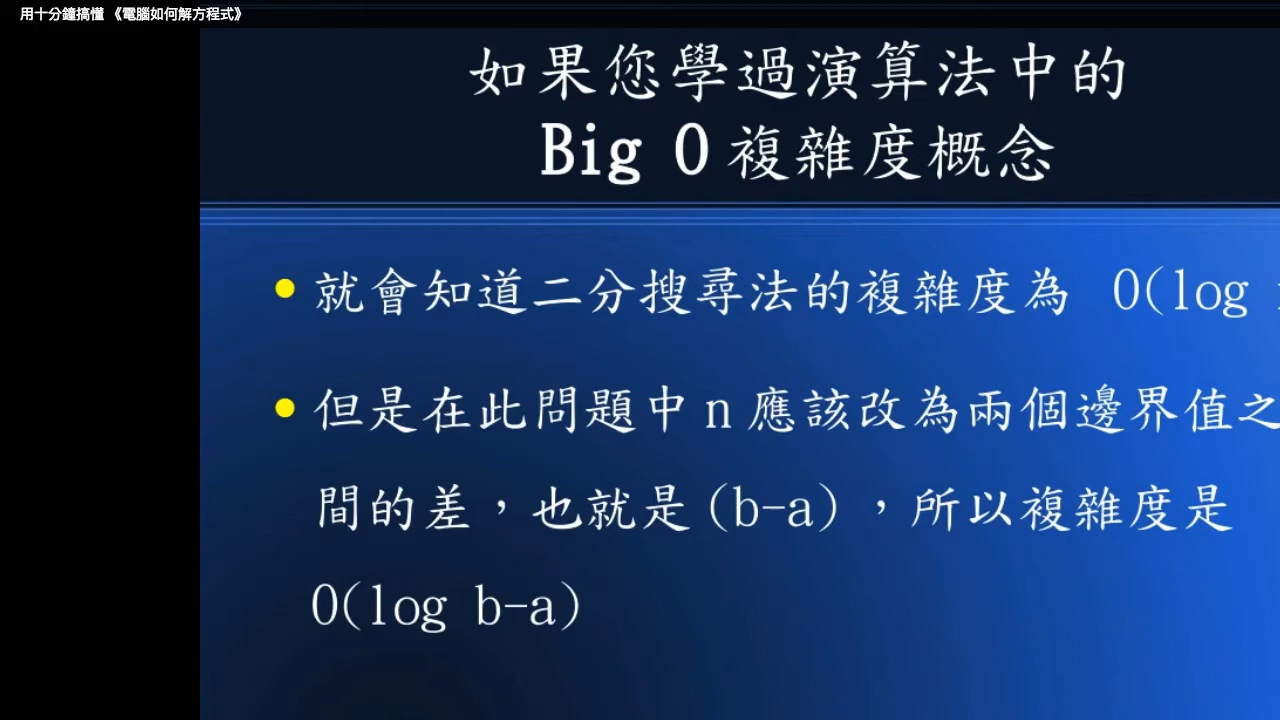 用十分鐘搞懂 《電腦如何解方程式》
如果您學過演算法中的
Big O 複雜度概念
就會知道二分搜尋法的複雜度為 O(log
但是在此問題中 n 應該改為兩個邊界值之
間的差，也就是 (b-a) ，所以複雜度是
O(log b-a)